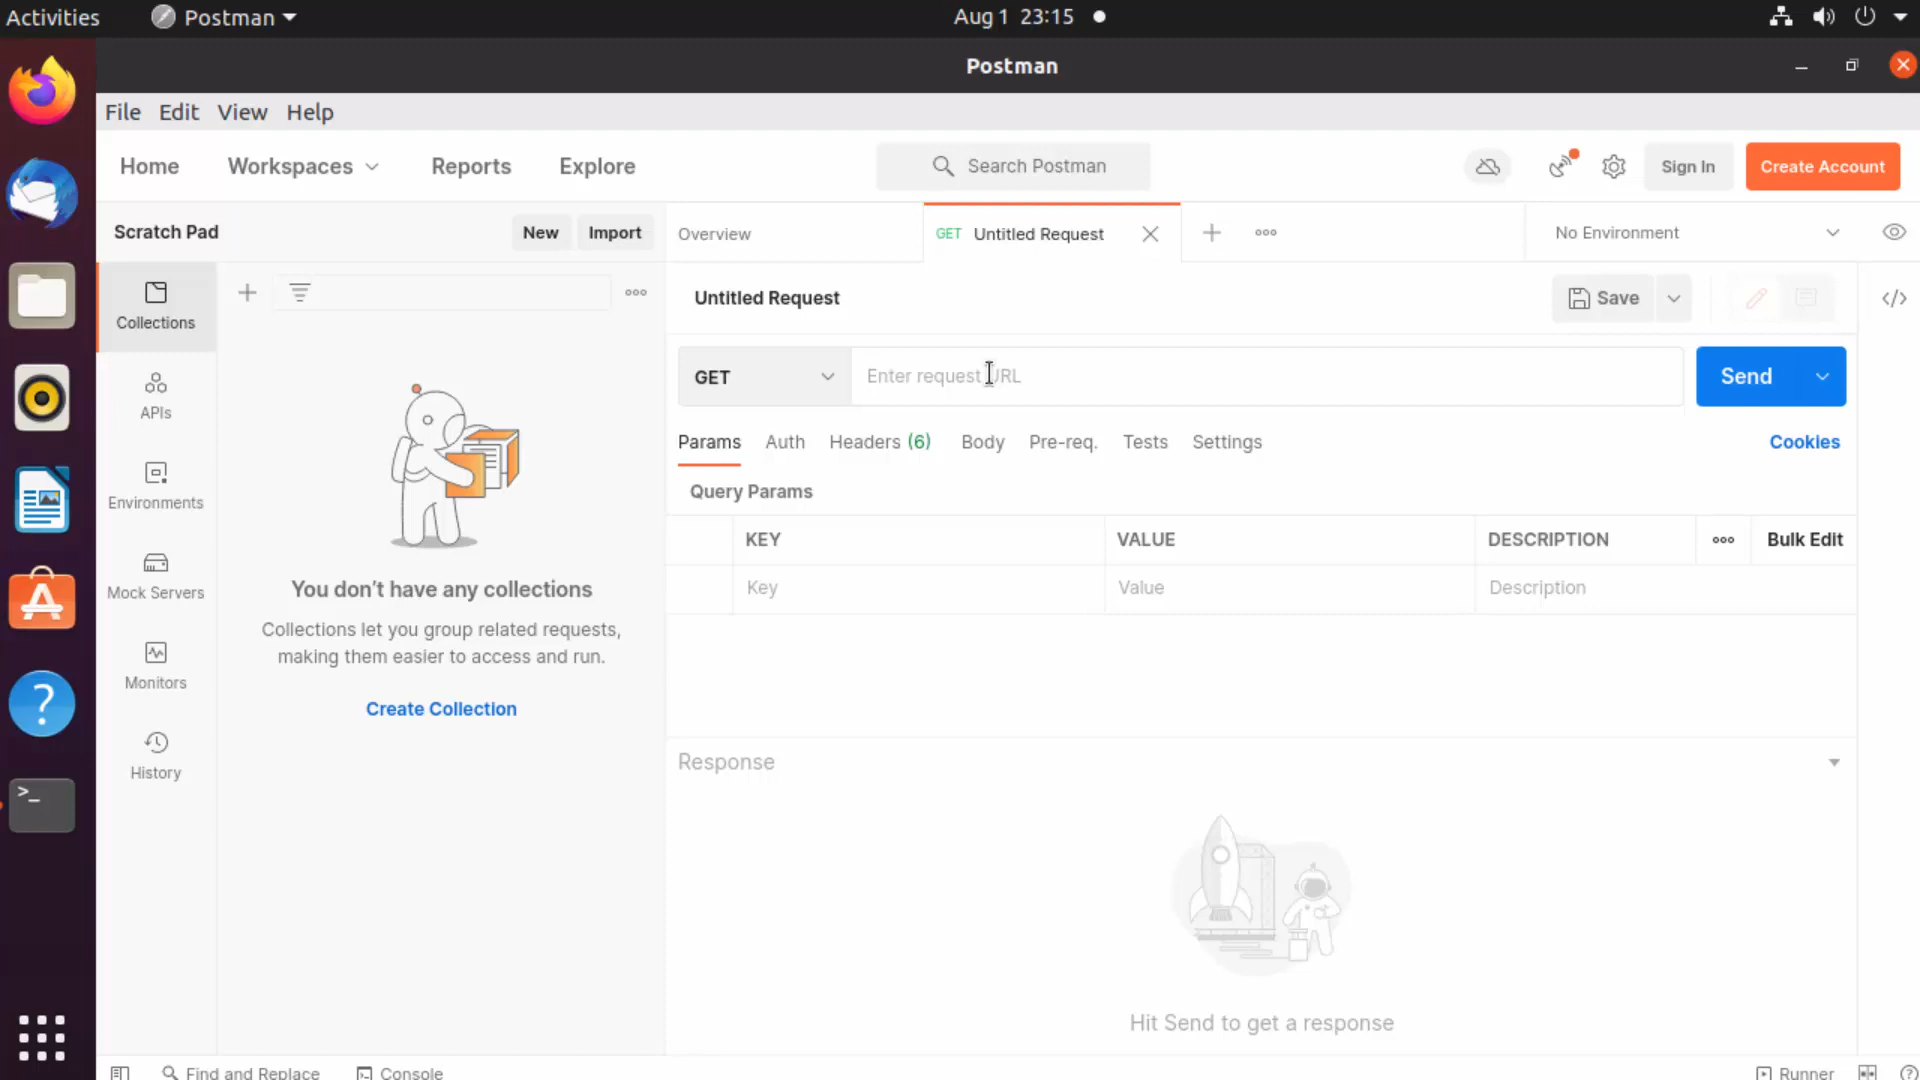 Activities
Postman
Aug 1 23:15
Postman
File Edit View Help
Home Workspaces Reports Explore
Search Postman
Sign In
Create Account
Scratch Pad
New
Import
Overview
GET Untitled Request
No Environment
Collections
APIs
Environments
Mock Servers
Monitors
History
You don't have any collections
Collections let you group related requests,
making them easier to access and run.
Create Collection
Untitled Request
Save
</>
GET
Enter request URL
Send
Params Auth Headers (6) Body Pre-req. Tests Settings
Cookies
Query Params
KEY VALUE DESCRIPTION
Bulk Edit
Key Value Description
Response
Hit Send to get a response
Find and Replace
Console
Runner